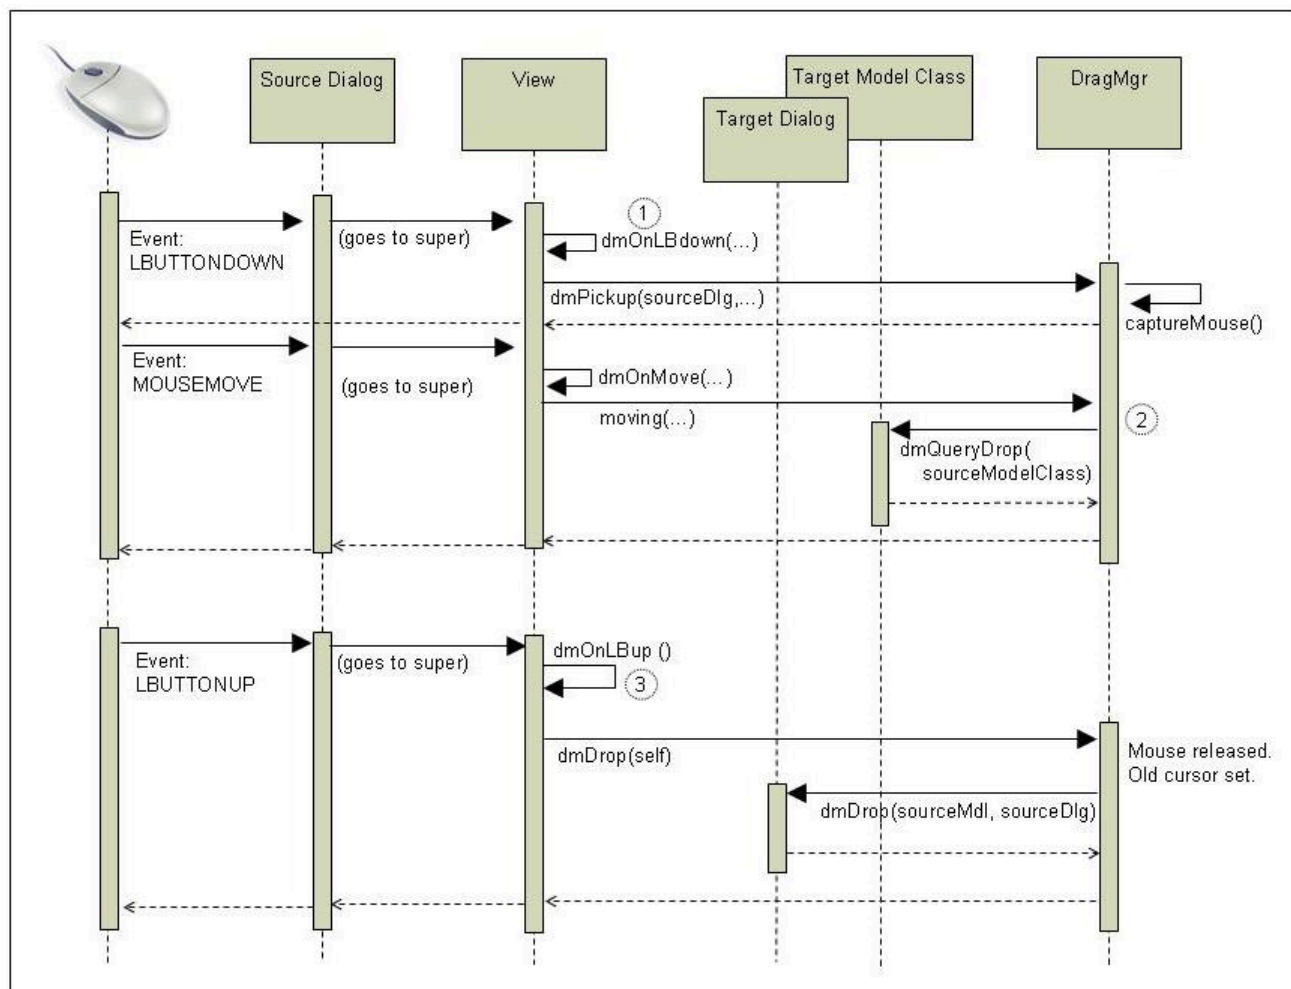 Source Dialog
View
Target Model Class
DragMgr
Target Dialog
1
Event:
LBUTTONDOWN
(goes to super)
dmOnLBdown(...)
dmPickup(sourceDlg,...)
captureMouse()
Event:
MOUSEMOVE
(goes to super)
dmOnMove(...)
moving(...)
2
dmQueryDrop(
sourceModelClass)
Event:
LBUTTONUP
(goes to super)
dmOnLBup ()
3
dmDrop(self)
Mouse released.
Old cursor set.
dmDrop(sourceMdl, sourceDlg)